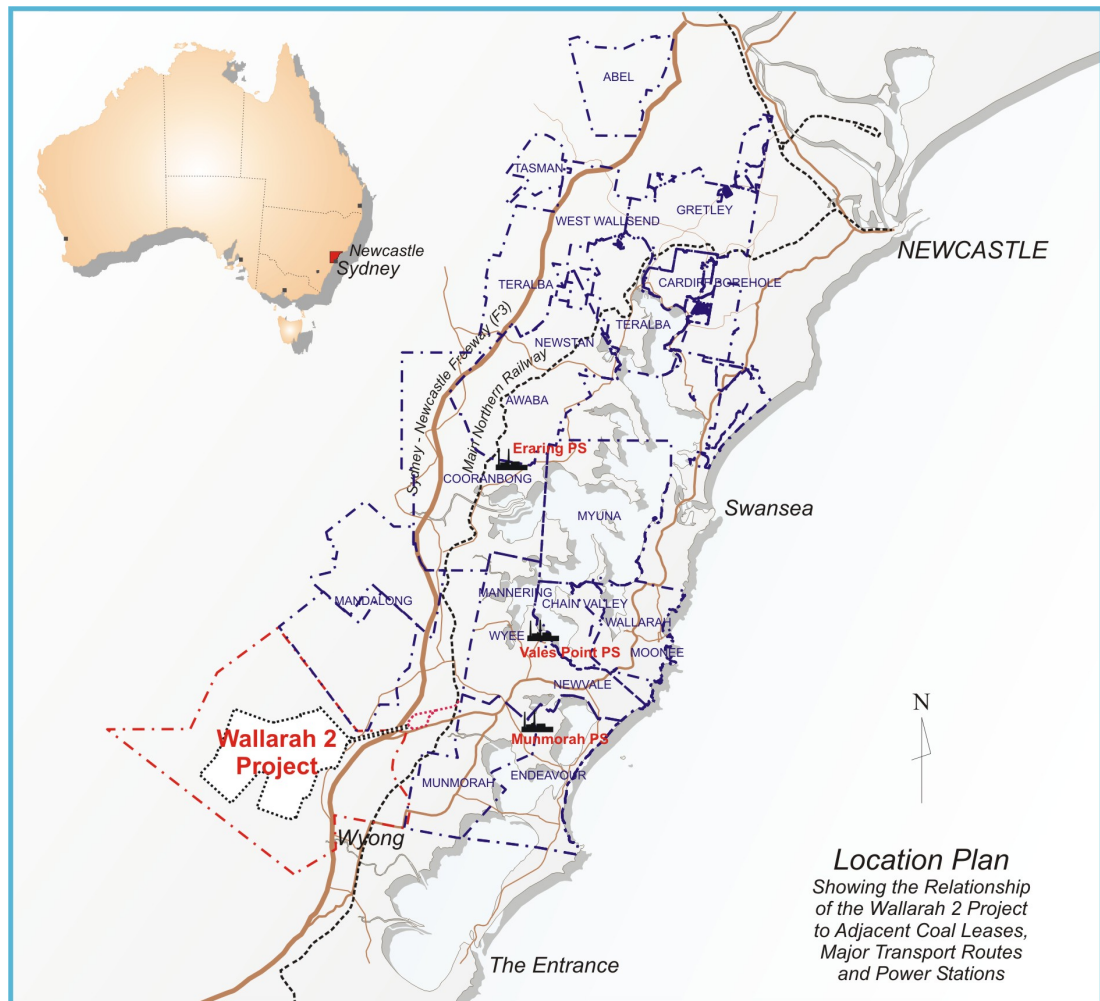 ABEL
TASMAN
WEST WALLSEND
GRETLEY
NEWCASTLE
Newcastle
Sydney
TERALBA
CARDIFF BOREHOLE
Sydney - Newcastle Freeway (F3)
Main Northern Railway
NEWSTAN
TERALBA
AWABA
Eraring PS
COORANBONG
MYUNA
Swansea
MANDALONG
MANNERING
CHAIN VALLEY
WYEE
WALLARAH
Vales Point PS
MOONEE
NEWVALE
N
Wallarah 2
Project
Munmorah PS
MUNMORAH
ENDEAVOUR
Wyong
The Entrance
Location Plan
Showing the Relationship
of the Wallarah 2 Project
to Adjacent Coal Leases,
Major Transport Routes
and Power Stations